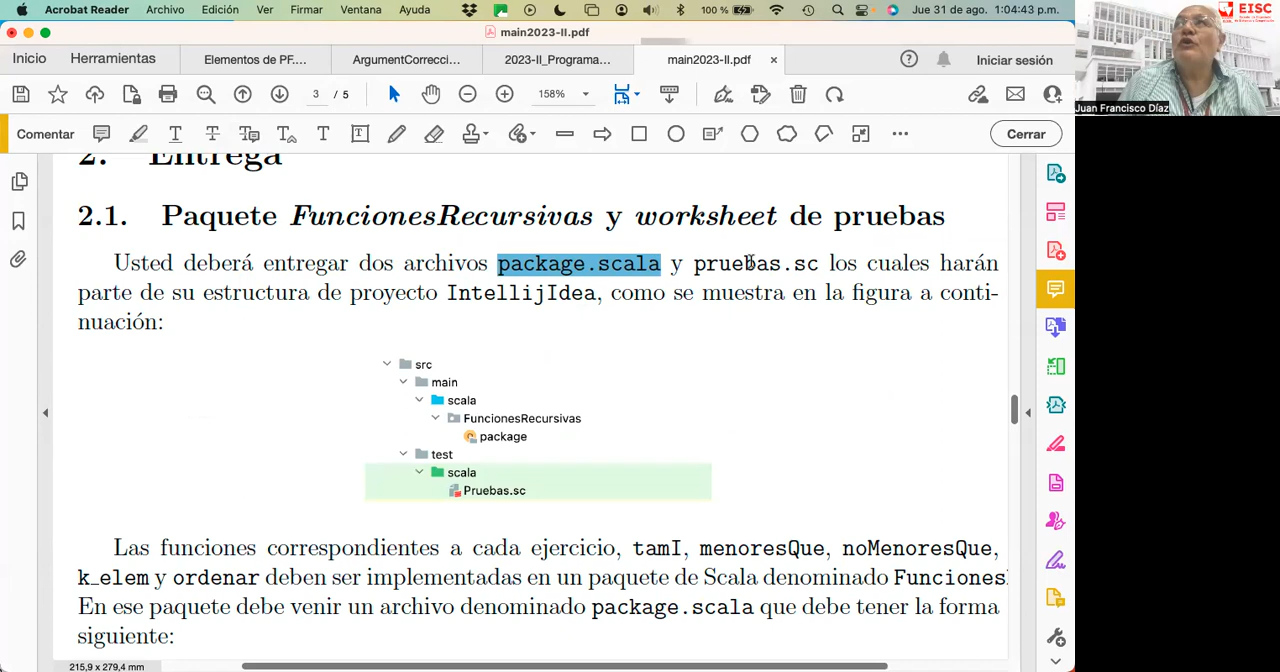 Acrobat Reader Archivo Edición Ver Firmar Ventana Ayuda 100 % Jue 31 de ago. 1:04:43 p.m.
main2023-II.pdf
Inicio Herramientas Elementos de PF.... ArgumentCorrecci... 2023-II_Programa... main2023-II.pdf × Iniciar sesión
3 / 5 158%
Comentar Cerrar
2. Entrega
2.1. Paquete FuncionesRecursivas y worksheet de pruebas
Usted deberá entregar dos archivos package.scala y pruebas.sc los cuales harán
parte de su estructura de proyecto IntellijIdea, como se muestra en la figura a conti-
nuación:
src
main
scala
FuncionesRecursivas
package
test
scala
Pruebas.sc
Las funciones correspondientes a cada ejercicio, tamI, menoresQue, noMenoresQue,
k_elem y ordenar deben ser implementadas en un paquete de Scala denominado Funciones
En ese paquete debe venir un archivo denominado package.scala que debe tener la forma
siguiente:
215,9 x 279,4 mm
EISC
Juan Francisco Díaz